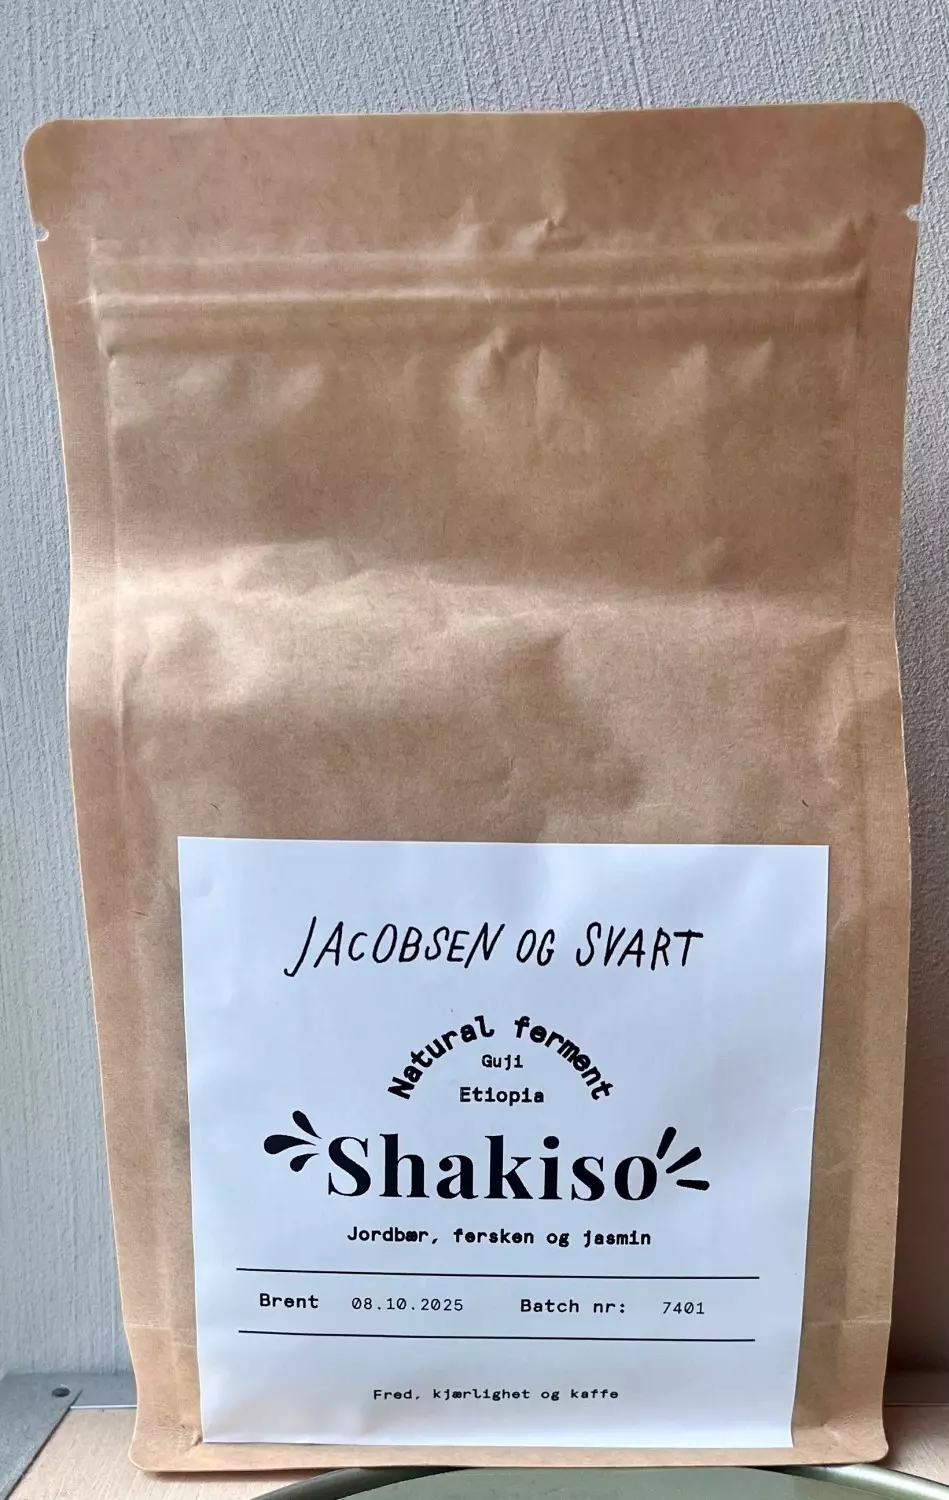 JACOBSEN OG SVART
Natural ferment
Guji
Etiopia
Shakiso
Jordbær, fersken og jasmin
Brent 08.10.2025 Batch nr: 7401
Fred, kjærlighet og kaffe